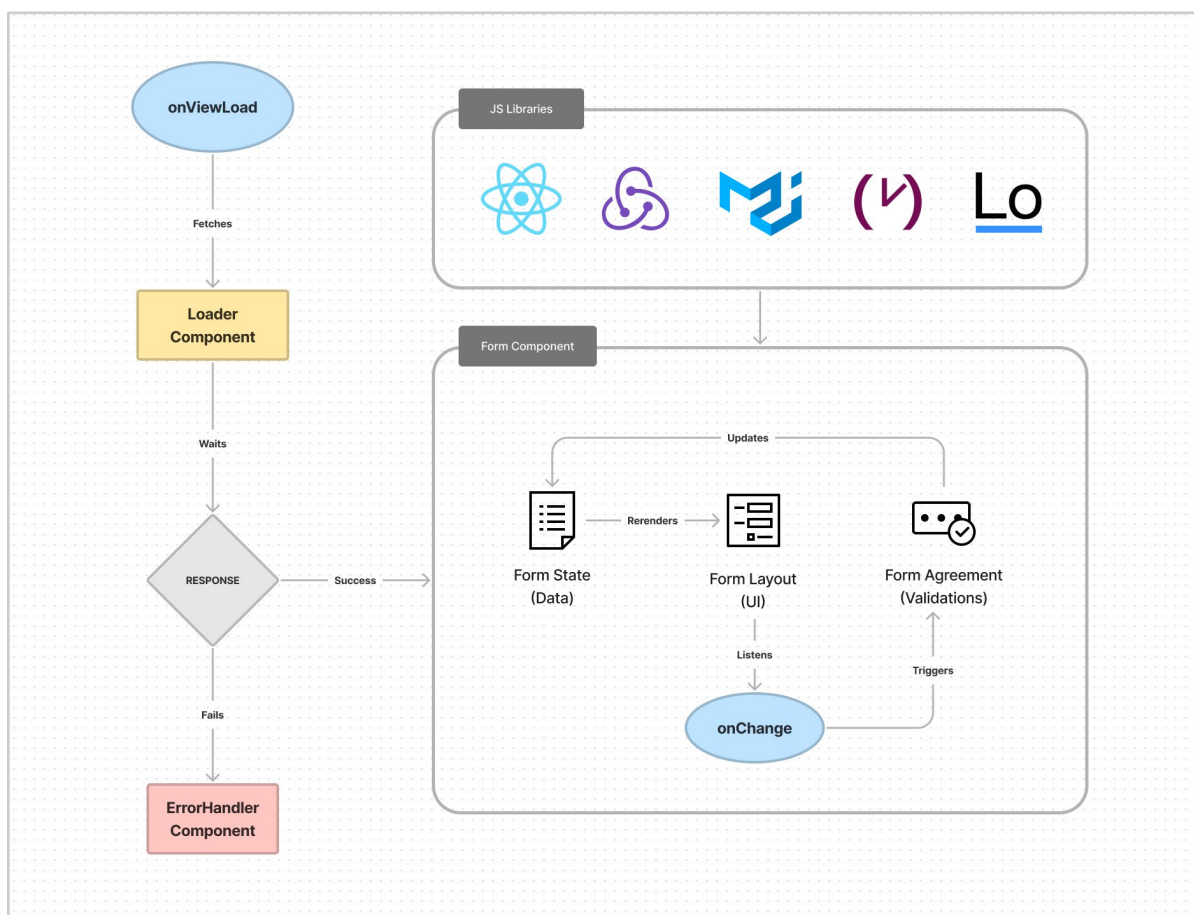 onViewLoad
Fetches
Loader
Component
Waits
RESPONSE
Success
Fails
ErrorHandler
Component
JS Libraries
Lo
Form Component
Updates
Rerenders
Form State
(Data)
Form Layout
(UI)
Form Agreement
(Validations)
Listens
Triggers
onChange